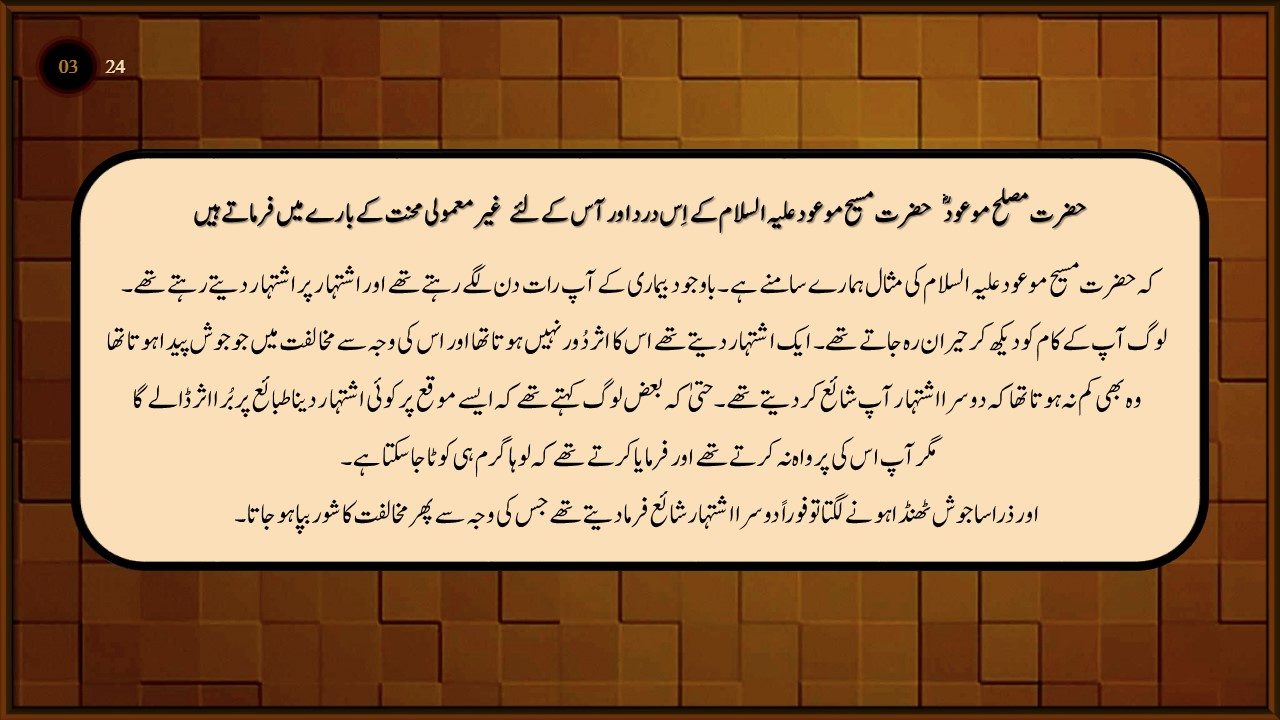 03 24
حضرت مصلح موعودؓ حضرت مسیح موعود علیہ السلام کے اِس درد اور آس کے لئے غیر معمولی محنت کے بارے میں فرماتے ہیں
کہ حضرت مسیح موعود علیہ السلام کی مثال ہمارے سامنے ہے۔ باوجود بیماری کے آپ رات دن لگے رہتے تھے اور اشتہار پر اشتہار دیتے رہتے تھے۔
لوگ آپ کے کام کو دیکھ کر حیران رہ جاتے تھے۔ ایک اشتہار دیتے تھے اس کا اثر دُور نہیں ہوتا تھا اور اس کی وجہ سے مخالفت میں جو جوش پیدا ہوتا تھا
وہ بھی کم نہ ہوتا تھا کہ دوسرا اشتہار آپ شائع کر دیتے تھے۔ حتیٰ کہ بعض لوگ کہتے تھے کہ ایسے موقع پر کوئی اشتہار دینا طبائع پر بُرا اثر ڈالے گا
مگر آپ اس کی پرواہ نہ کرتے تھے اور فرمایا کرتے تھے کہ لوہا گرم ہی کوٹا جا سکتا ہے۔
اور ذرا سا جوش ٹھنڈا ہونے لگتا تو فوراً دوسرا اشتہار شائع فرما دیتے تھے جس کی وجہ سے پھر مخالفت کا شور بپا ہو جاتا۔